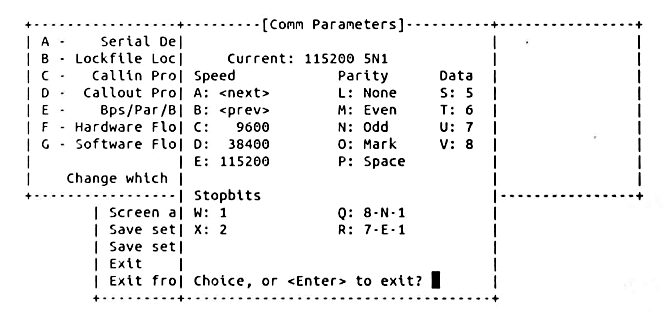 +-----------------+---------[Comm Parameters]----------+----------------+
| A -    Serial De|                                    |                |
| B - Lockfile Loc|     Current: 115200 5N1            |                |
| C -   Callin Pro| Speed            Parity      Data  |                |
| D -  Callout Pro| A: <next>        L: None     S: 5  |                |
| E -    Bps/Par/B| B: <prev>        M: Even     T: 6  |                |
| F - Hardware Flo| C:   9600        N: Odd      U: 7  |                |
| G - Software Flo| D:  38400        O: Mark     V: 8  |                |
|                 | E: 115200        P: Space          |                |
|    Change which |                                    |                |
+-----------------| Stopbits                           |----------------+
        | Screen a| W: 1             Q: 8-N-1          |
        | Save set| X: 2             R: 7-E-1          |
        | Save set|                                    |
        | Exit    |                                    |
        | Exit fro| Choice, or <Enter> to exit?        |
        +---------+------------------------------------+